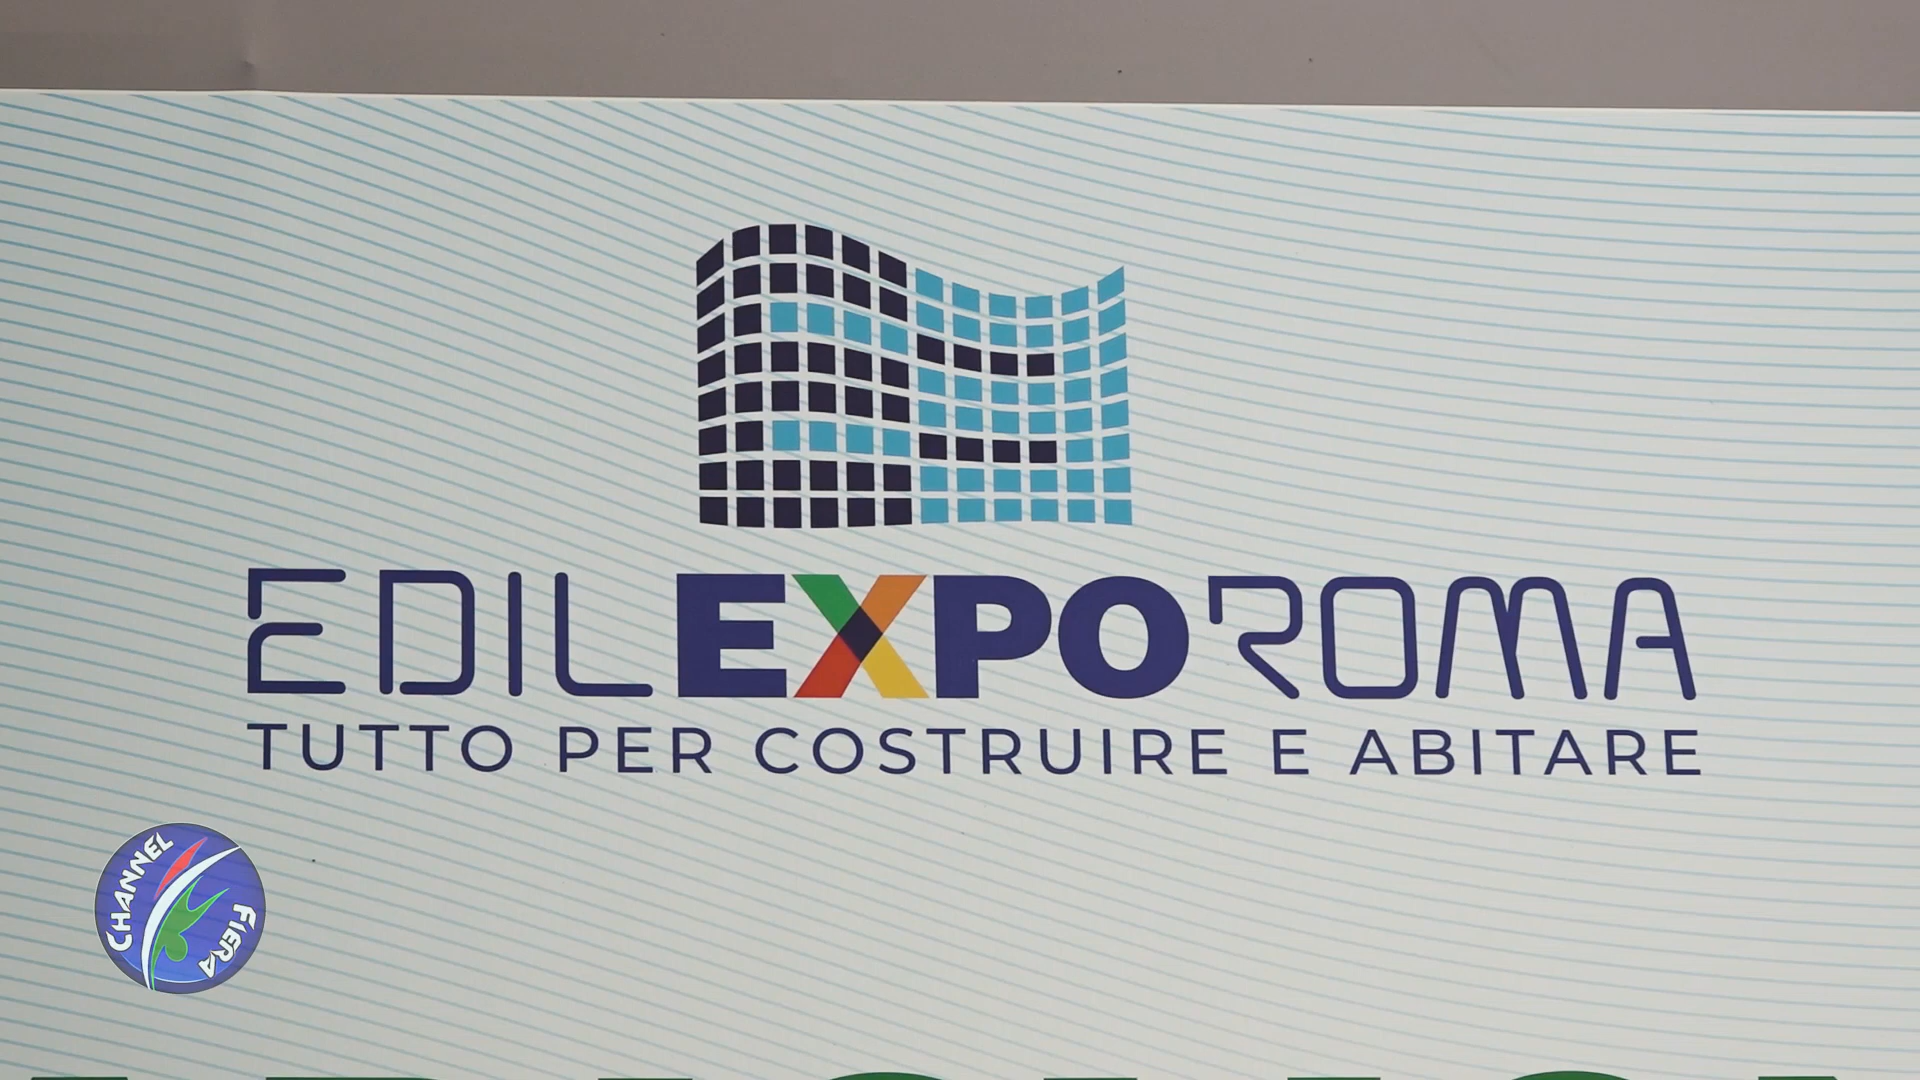 EDILEXPOROMA
TUTTO PER COSTRUIRE E ABITARE
CHANNEL
FIERA